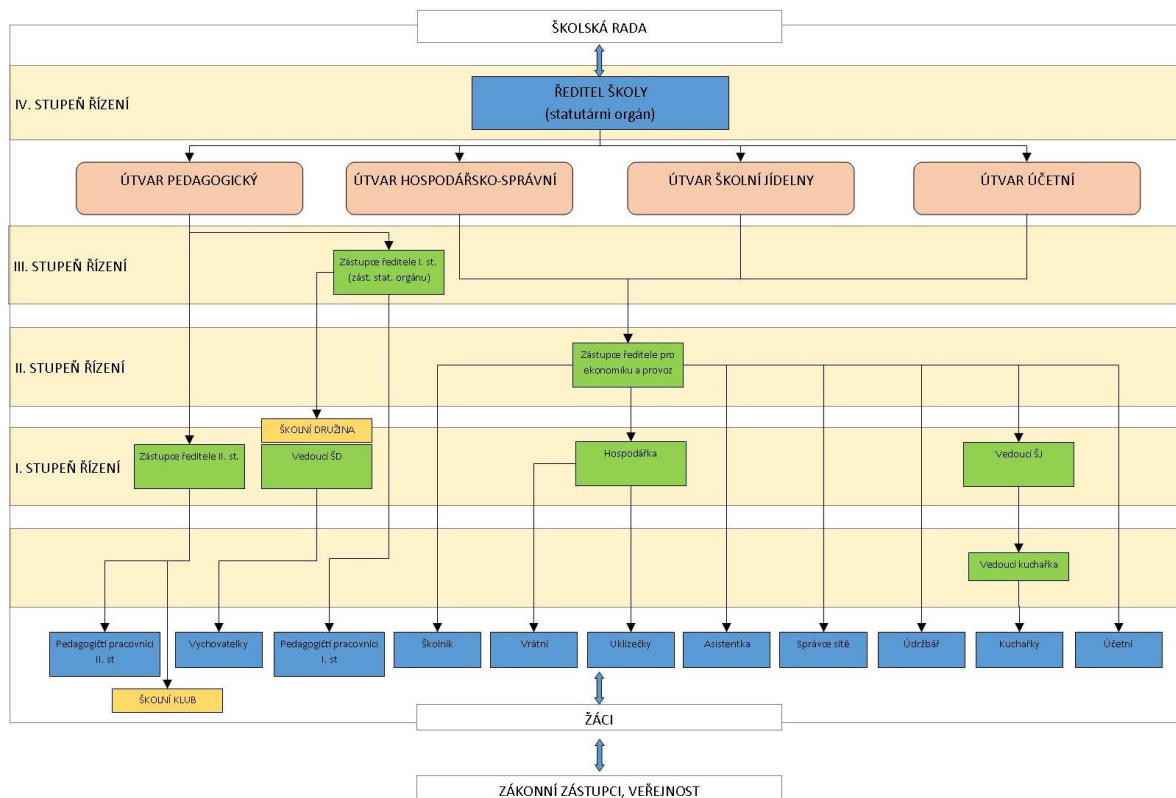 ŠKOLSKÁ RADA
IV. STUPEŇ ŘÍZENÍ
ŘEDITEL ŠKOLY
(statutární orgán)
ÚTVAR PEDAGOGICKÝ
ÚTVAR HOSPODÁŘSKO-SPRÁVNÍ
ÚTVAR ŠKOLNÍ JÍDELNY
ÚTVAR ÚČETNÍ
III. STUPEŇ ŘÍZENÍ
Zástupce ředitele I. st.
(zást. stat. orgánu)
II. STUPEŇ ŘÍZENÍ
Zástupce ředitele pro
ekonomiku a provoz
ŠKOLNÍ DRUŽINA
I. STUPEŇ ŘÍZENÍ
Zástupce ředitele II. st.
Vedoucí ŠD
Hospodářka
Vedoucí ŠJ
Vedoucí kuchařka
Pedagogičtí pracovníci
II. st
Vychovatelky
Pedagogičtí pracovníci
I. st
Školník
Vrátní
Uklízečky
Asistentka
Správce sítě
Údržbář
Kuchařky
Účetní
ŠKOLNÍ KLUB
ŽÁCI
ZÁKONNÍ ZÁSTUPCI, VEŘEJNOST